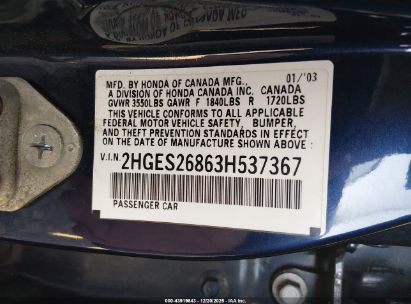 MFD. BY HONDA OF CANADA MFG., 01/'03
A DIVISION OF HONDA CANADA INC. CANADA
GVWR 3550LBS GAWR F 1840LBS R 1720LBS
THIS VEHICLE CONFORMS TO ALL APPLICABLE
FEDERAL MOTOR VEHICLE SAFETY, BUMPER,
AND THEFT PREVENTION STANDARDS IN EFFECT
ON THE DATE OF MANUFACTURE SHOWN ABOVE.
V.I.N. 2HGES26863H537367
PASSENGER CAR